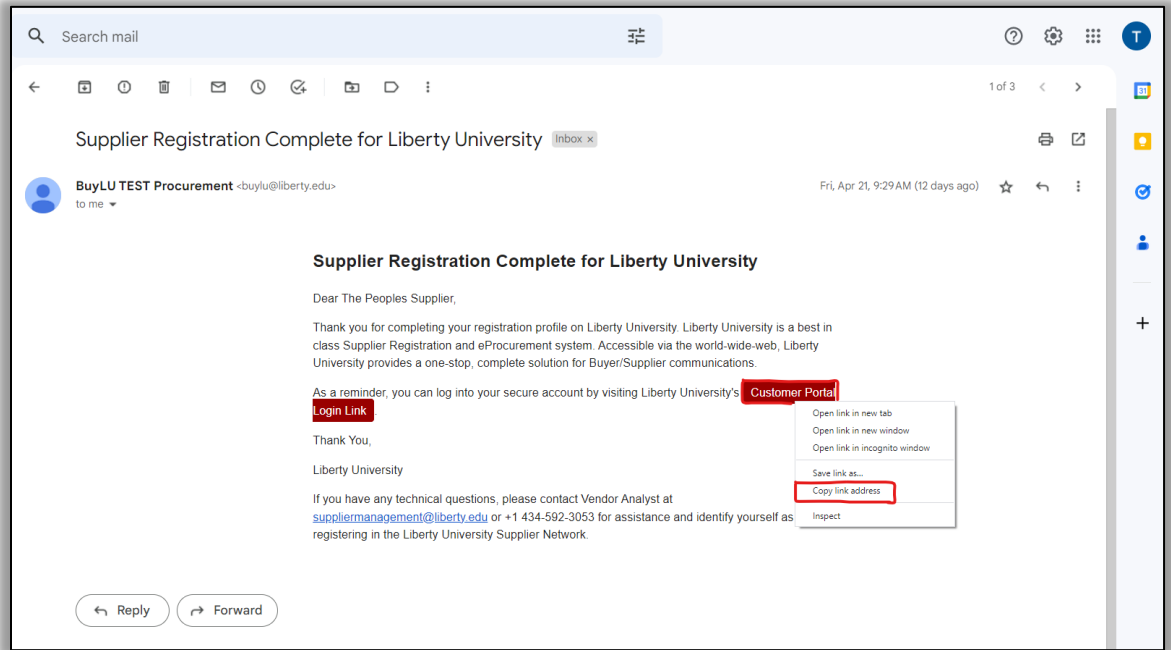 Search mail
T
1 of 3
31
Supplier Registration Complete for Liberty University Inbox ×
BuyLU TEST Procurement <buylu@liberty.edu> Fri, Apr 21, 9:29 AM (12 days ago)
to me
Supplier Registration Complete for Liberty University
Dear The Peoples Supplier,
Thank you for completing your registration profile on Liberty University. Liberty University is a best in
class Supplier Registration and eProcurement system. Accessible via the world-wide-web, Liberty
University provides a one-stop, complete solution for Buyer/Supplier communications.
As a reminder, you can log into your secure account by visiting Liberty University's Customer Portal
Login Link
Thank You,
Liberty University
If you have any technical questions, please contact Vendor Analyst at
suppliermanagement@liberty.edu or +1 434-592-3053 for assistance and identify yourself as
registering in the Liberty University Supplier Network.
Open link in new tab
Open link in new window
Open link in incognito window
Save link as...
Copy link address
Inspect
Reply
Forward